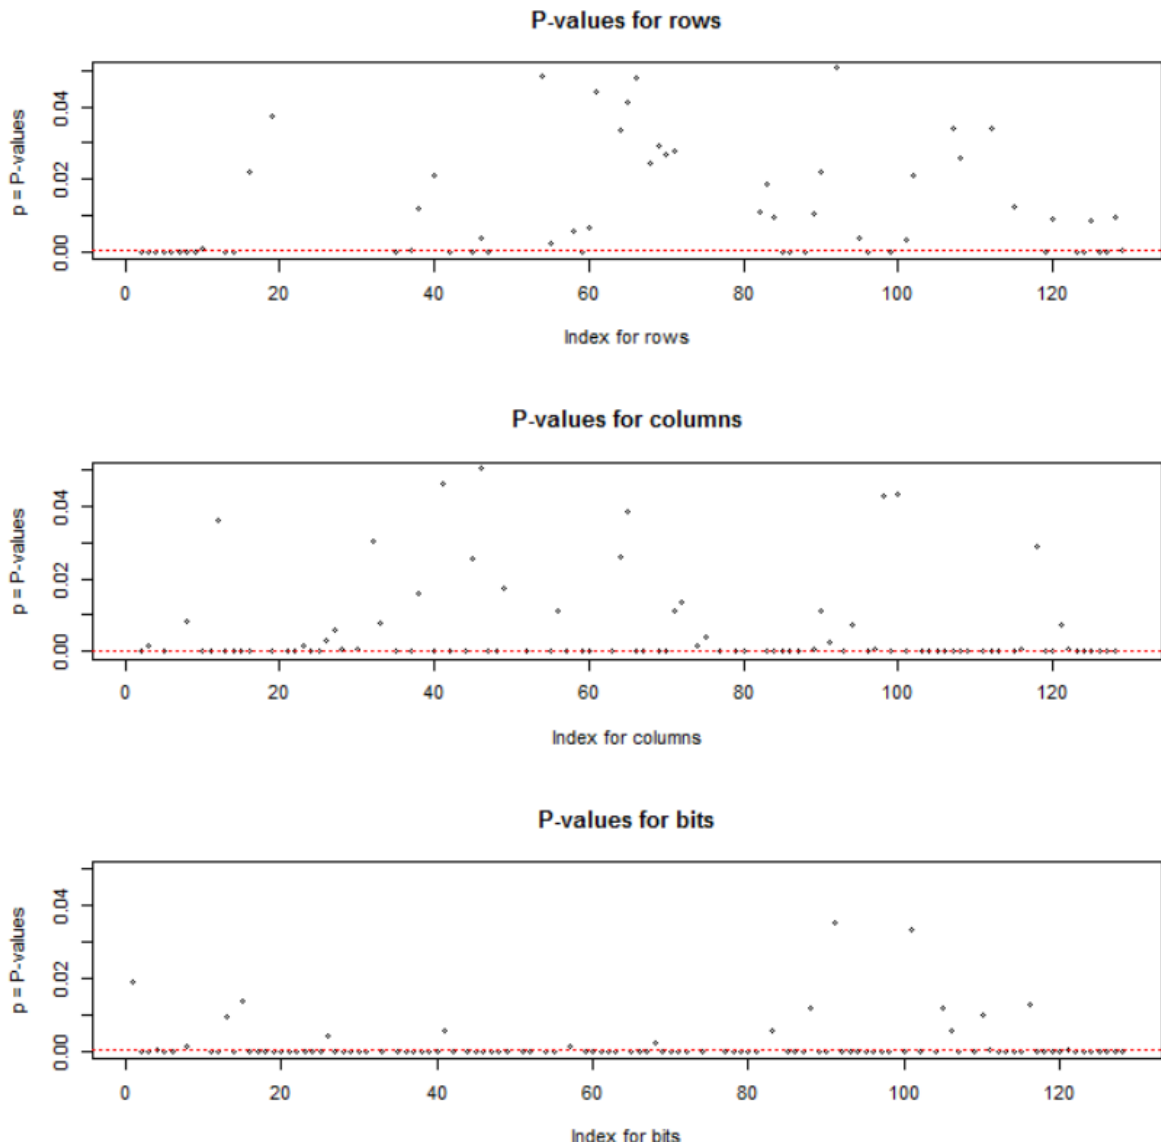 P-values for rows
p = P-values
0.04
0.02
0.00
0 20 40 60 80 100 120
Index for rows
P-values for columns
p = P-values
0.04
0.02
0.00
0 20 40 60 80 100 120
Index for columns
P-values for bits
p = P-values
0.04
0.02
0.00
0 20 40 60 80 100 120
Index for bits